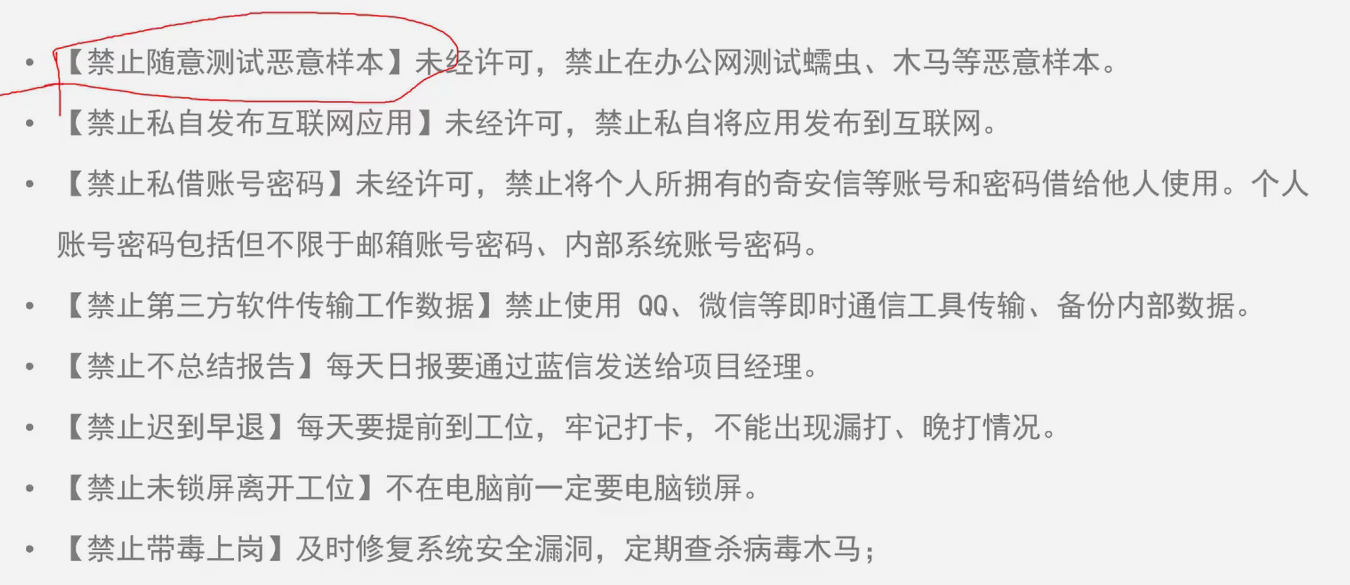 • 【禁止随意测试恶意样本】未经许可，禁止在办公网测试蠕虫、木马等恶意样本。
• 【禁止私自发布互联网应用】未经许可，禁止私自将应用发布到互联网。
• 【禁止私借账号密码】未经许可，禁止将个人所拥有的奇安信等账号和密码借给他人使用。个人
账号密码包括但不限于邮箱账号密码、内部系统账号密码。
• 【禁止第三方软件传输工作数据】禁止使用 QQ、微信等即时通信工具传输、备份内部数据。
• 【禁止不总结报告】每天日报要通过蓝信发送给项目经理。
• 【禁止迟到早退】每天要提前到工位，牢记打卡，不能出现漏打、晚打情况。
• 【禁止未锁屏离开工位】不在电脑前一定要电脑锁屏。
• 【禁止带毒上岗】及时修复系统安全漏洞，定期查杀病毒木马；